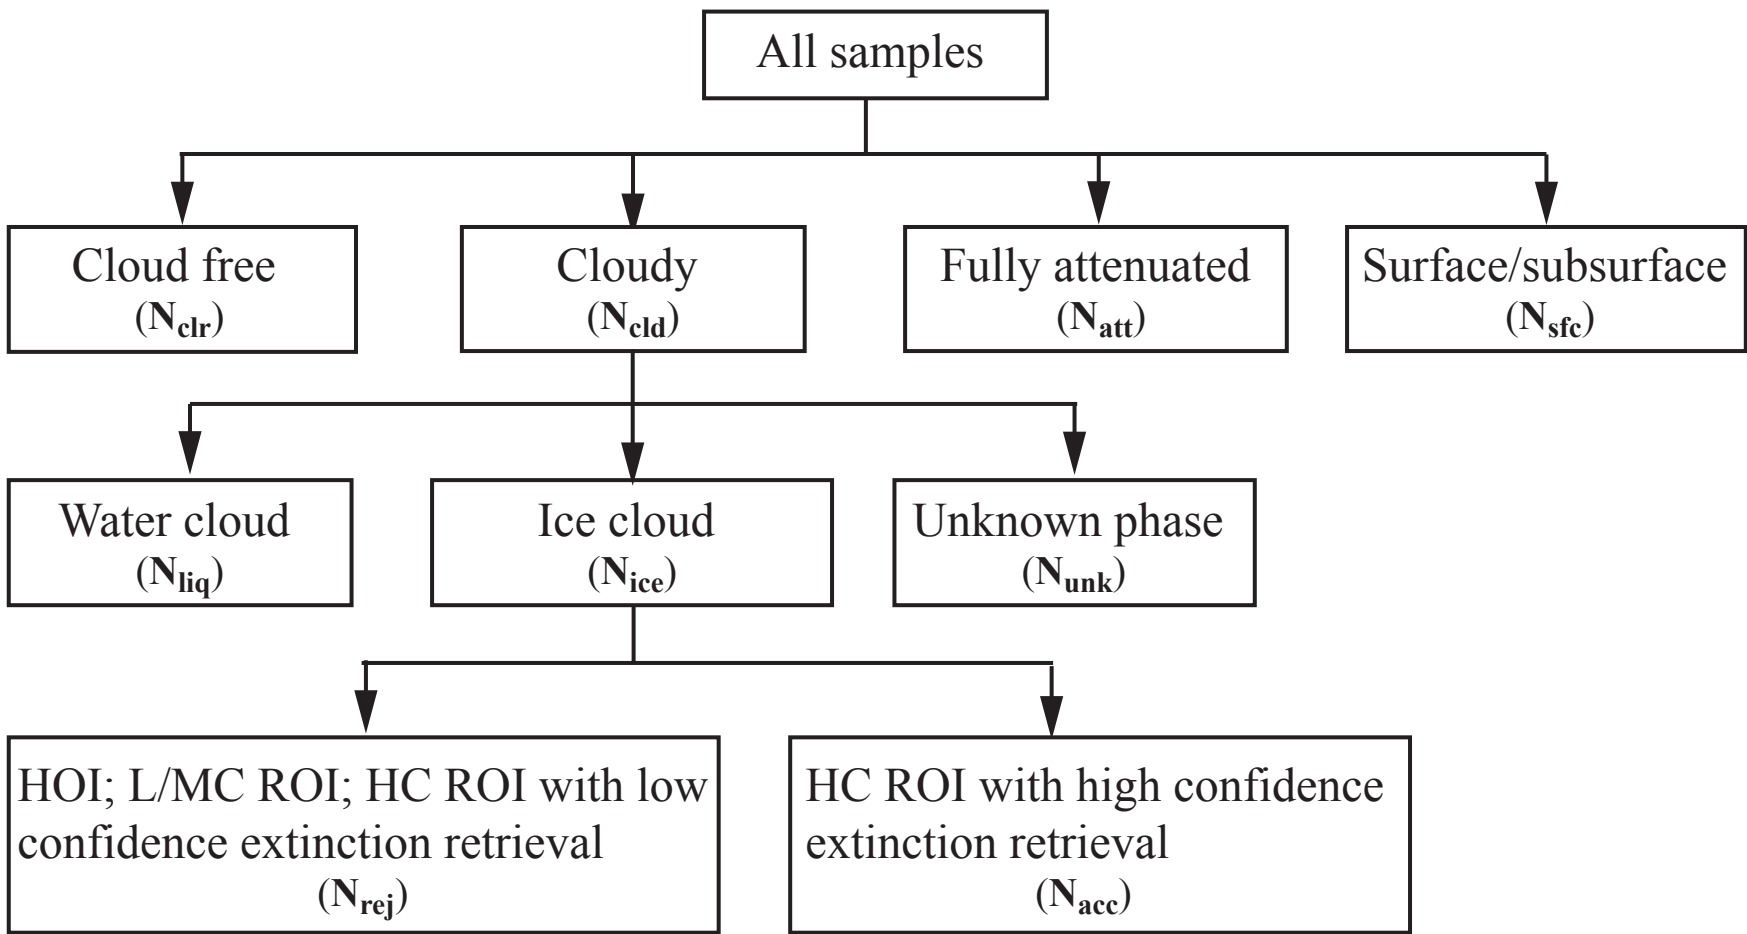 All samples
Cloud free
(Nclr)
Cloudy
(Ncld)
Fully attenuated
(Natt)
Surface/subsurface
(Nsfc)
Water cloud
(Nliq)
Ice cloud
(Nice)
Unknown phase
(Nunk)
HOI; L/MC ROI; HC ROI with low
confidence extinction retrieval
(Nrej)
HC ROI with high confidence
extinction retrieval
(Nacc)